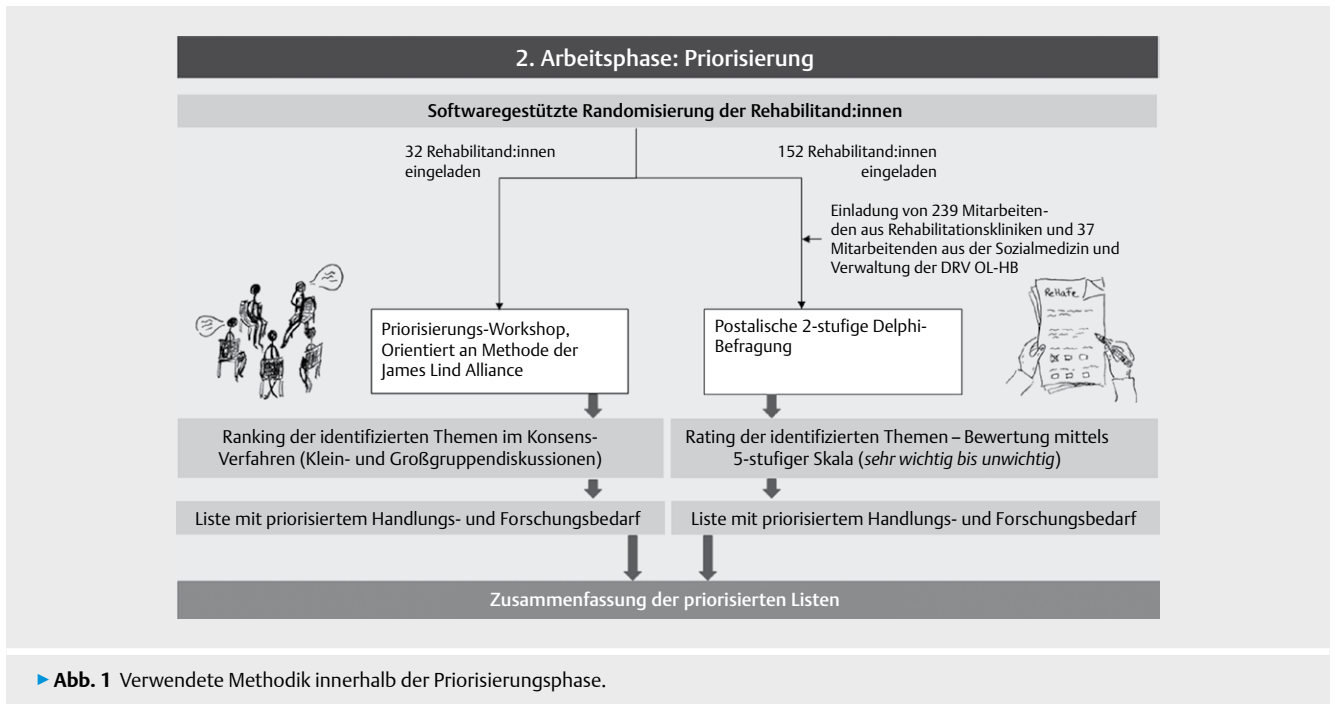 2. Arbeitsphase: Priorisierung
Softwaregestützte Randomisierung der Rehabilitand:innen
32 Rehabilitand:innen
eingeladen
152 Rehabilitand:innen
eingeladen
Einladung von 239 Mitarbeiten-
den aus Rehabilitationskliniken und 37
Mitarbeitenden aus der Sozialmedizin und
Verwaltung der DRV OL-HB
ReHaFe
Priorisierungs-Workshop,
Orientiert an Methode der
James Lind Alliance
Postalische 2-stufige Delphi-
Befragung
Ranking der identifizierten Themen im Konsens-
Verfahren (Klein- und Großgruppendiskussionen)
Rating der identifizierten Themen – Bewertung mittels
5-stufiger Skala (sehr wichtig bis unwichtig)
Liste mit priorisiertem Handlungs- und Forschungsbedarf
Liste mit priorisiertem Handlungs- und Forschungsbedarf
Zusammenfassung der priorisierten Listen
▶ Abb. 1 Verwendete Methodik innerhalb der Priorisierungsphase.